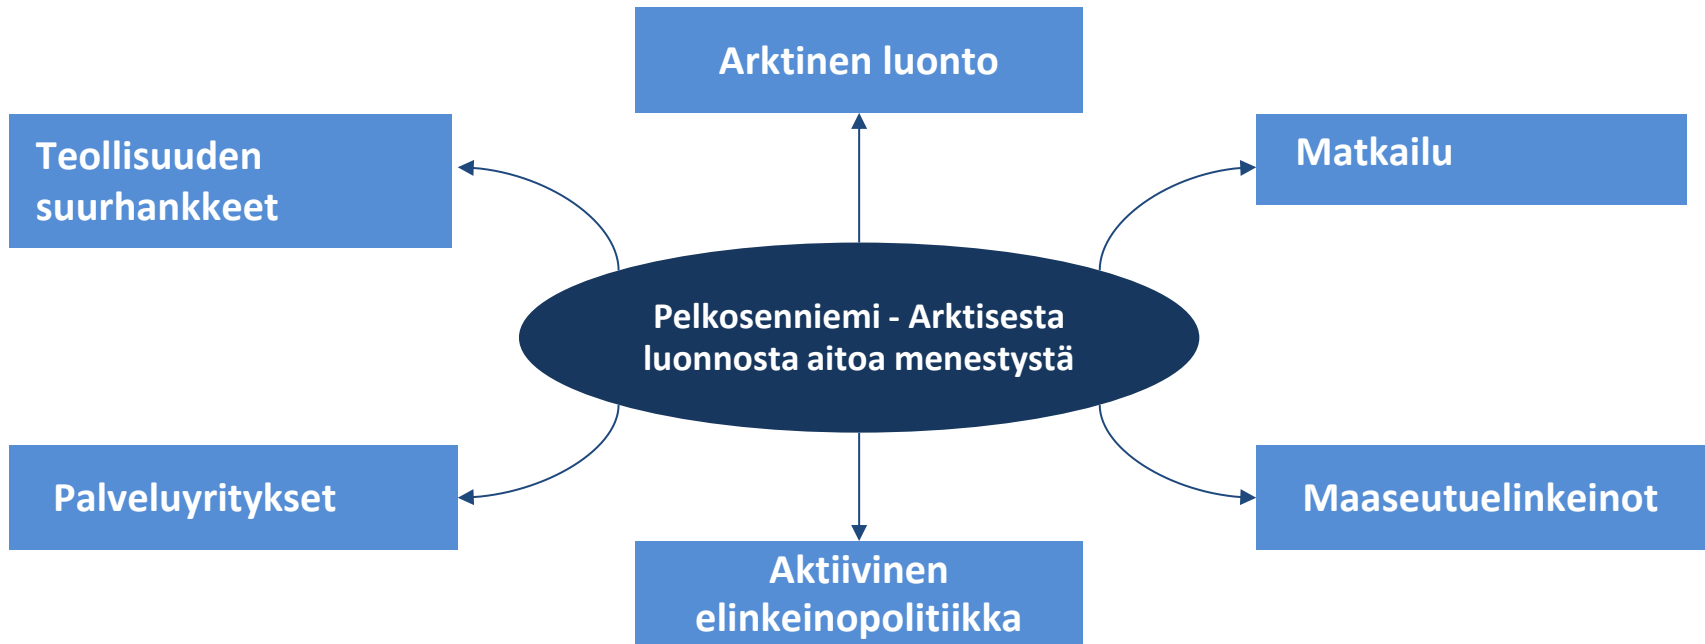 Arktinen luonto
Teollisuuden
suurhankkeet
Matkailu
Pelkosenniemi - Arktisesta
luonnosta aitoa menestystä
Palveluyritykset
Maaseutuelinkeinot
Aktiivinen
elinkeinopolitiikka